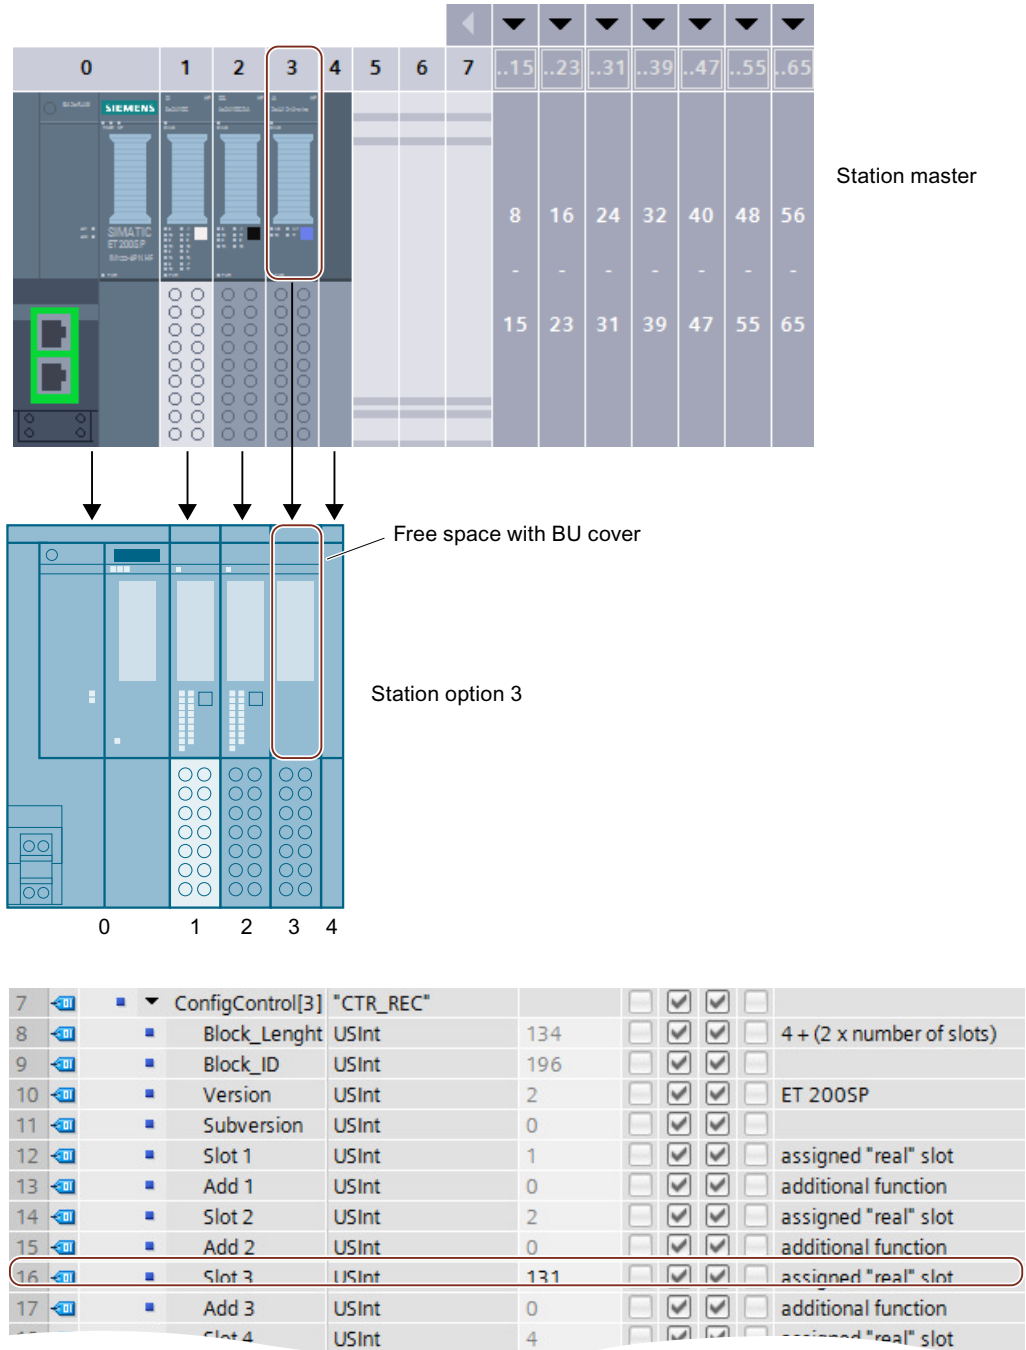 0 1 2 3 4 5 6 7 ..15 ..23 ..31 ..39 ..47 ..55 ..65
SIEMENS
Station master
8 16 24 32 40 48 56
SIMATIC
ET 200SP
- - - - - - -
15 23 31 39 47 55 65
Free space with BU cover
Station option 3
0 1 2 3 4
7 ConfigControl[3] "CTR_REC"
8 Block_Lenght USInt 134 4 + (2 x number of slots)
9 Block_ID USInt 196
10 Version USInt 2 ET 200SP
11 Subversion USInt 0
12 Slot 1 USInt 1 assigned "real" slot
13 Add 1 USInt 0 additional function
14 Slot 2 USInt 2 assigned "real" slot
15 Add 2 USInt 0 additional function
16 Slot 3 USInt 131 assigned "real" slot
17 Add 3 USInt 0 additional function
Slot 4 USInt 4 assigned "real" slot